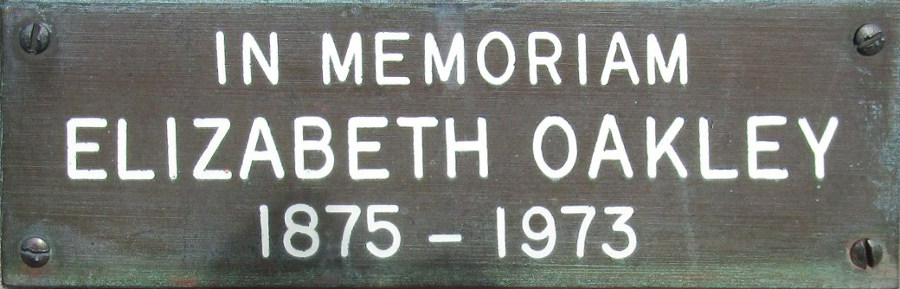 IN MEMORIAM
ELIZABETH OAKLEY
1875 – 1973